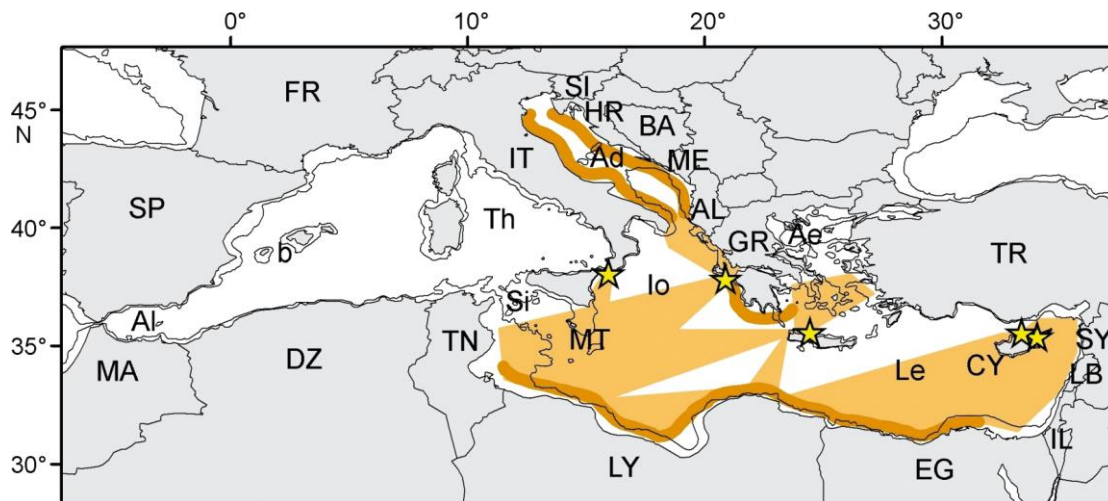 0° 10° 20° 30°
45°
N
40°
35°
30°
FR
SI
HR
BA
IT
Ad
ME
SP
Th
AL
GR
Ae
TR
b
Io
Si
Al
MT
TN
MA
DZ
Le
CY
SY
LB
IL
LY
EG